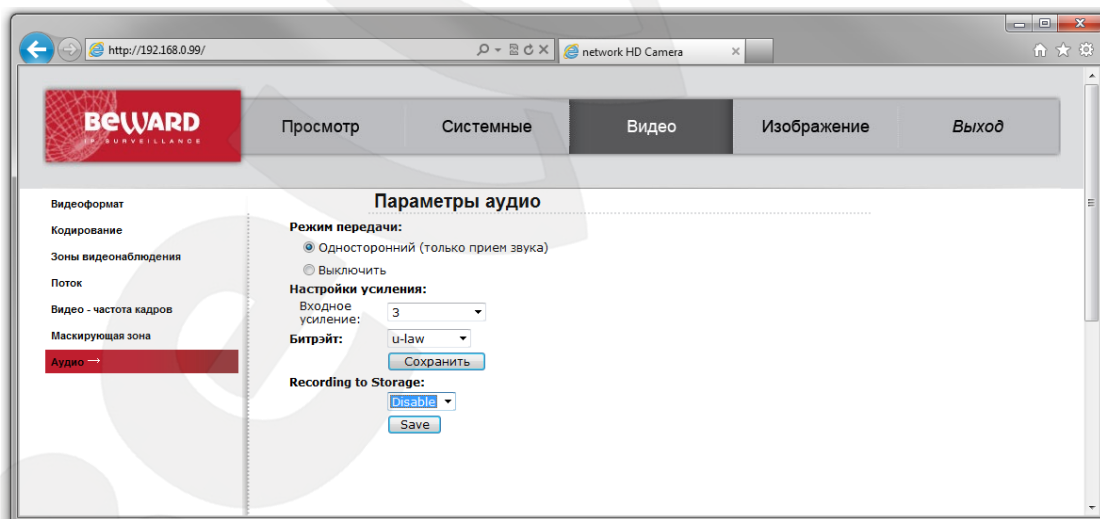 http://192.168.0.99/
network HD Camera
BEWARD
IP SURVEILLANCE
Просмотр
Системные
Видео
Изображение
Выход
Видеоформат
Кодирование
Зоны видеонаблюдения
Поток
Видео - частота кадров
Маскирующая зона
Аудио →
Параметры аудио
Режим передачи:
Односторонний (только прием звука)
Выключить
Настройки усиления:
Входное
усиление:
3
Битрэйт:
u-law
Сохранить
Recording to Storage:
Disable
Save